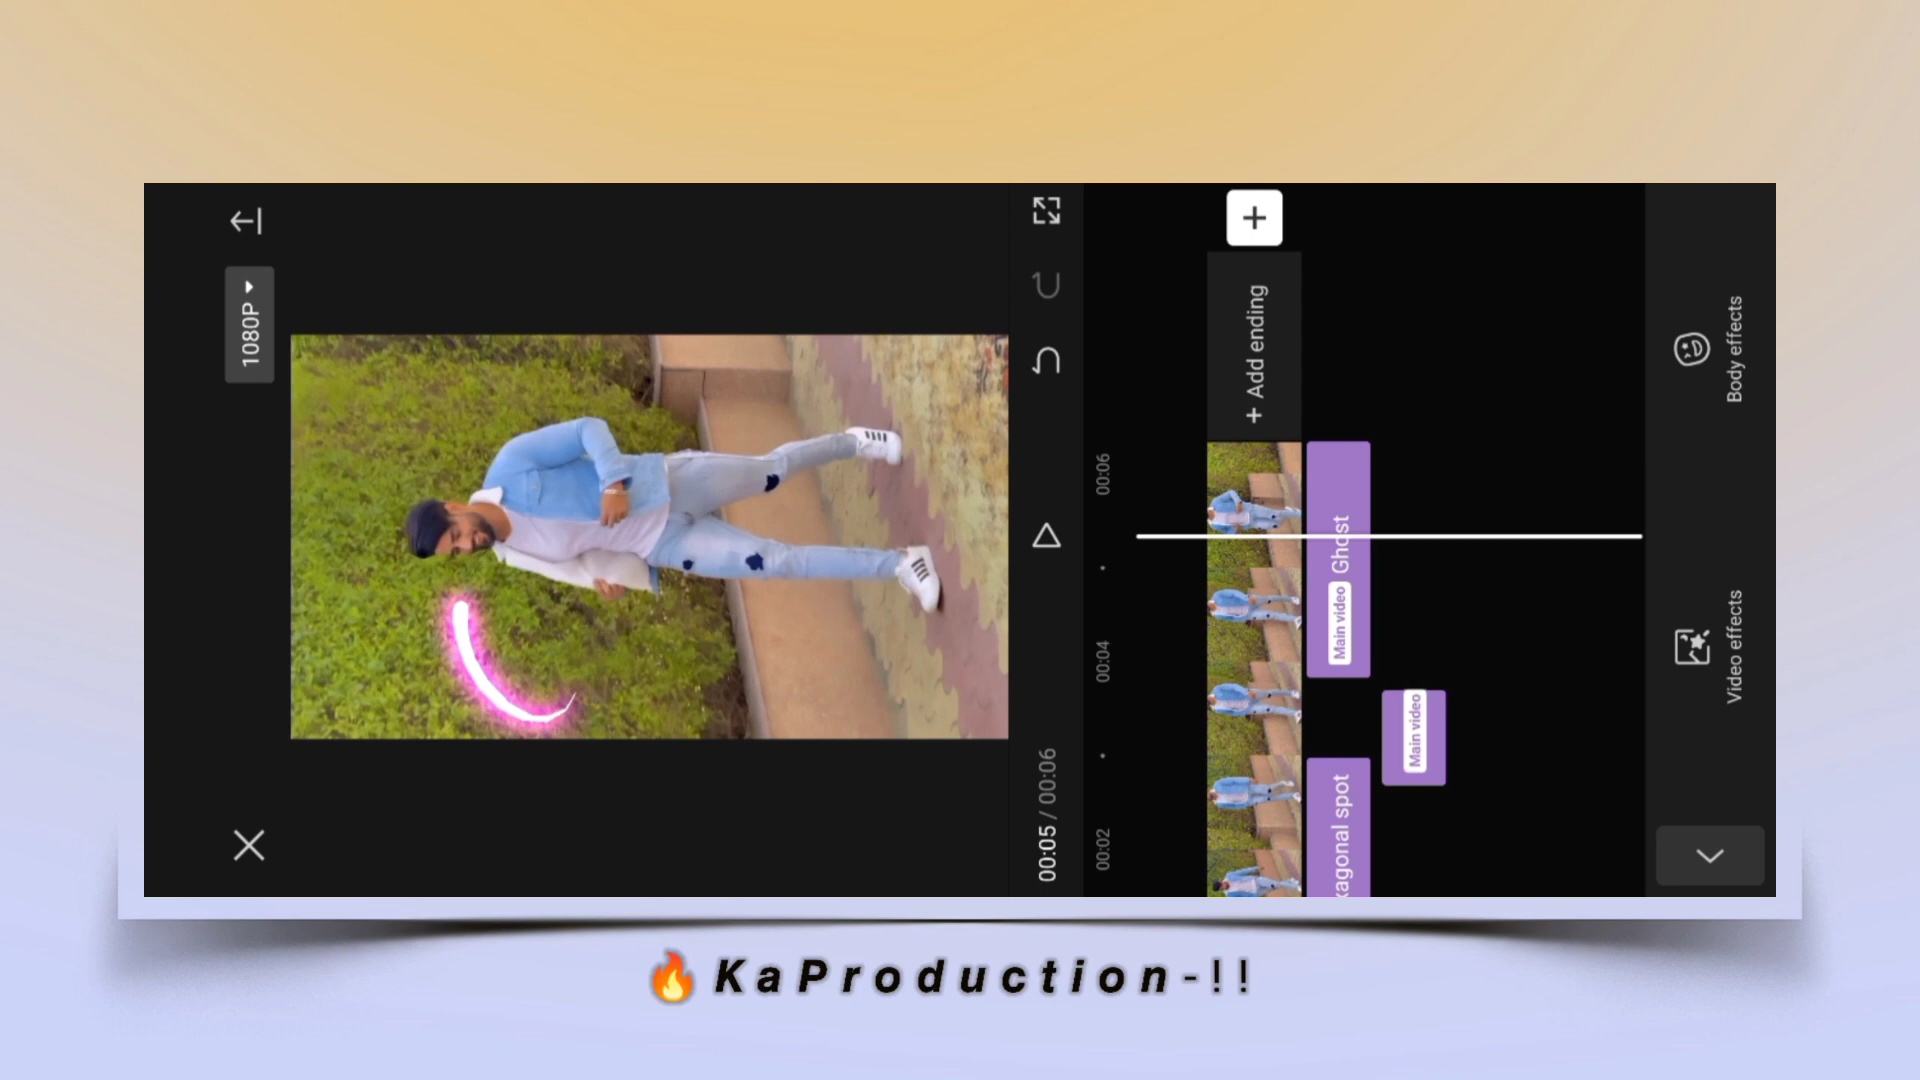 1080P
00:05 / 00:06
00:02
00:04
00:06
+ Add ending
Main video Ghost
xagonal spot
Main video
Video effects
Body effects
🔥 KaProduction-!!